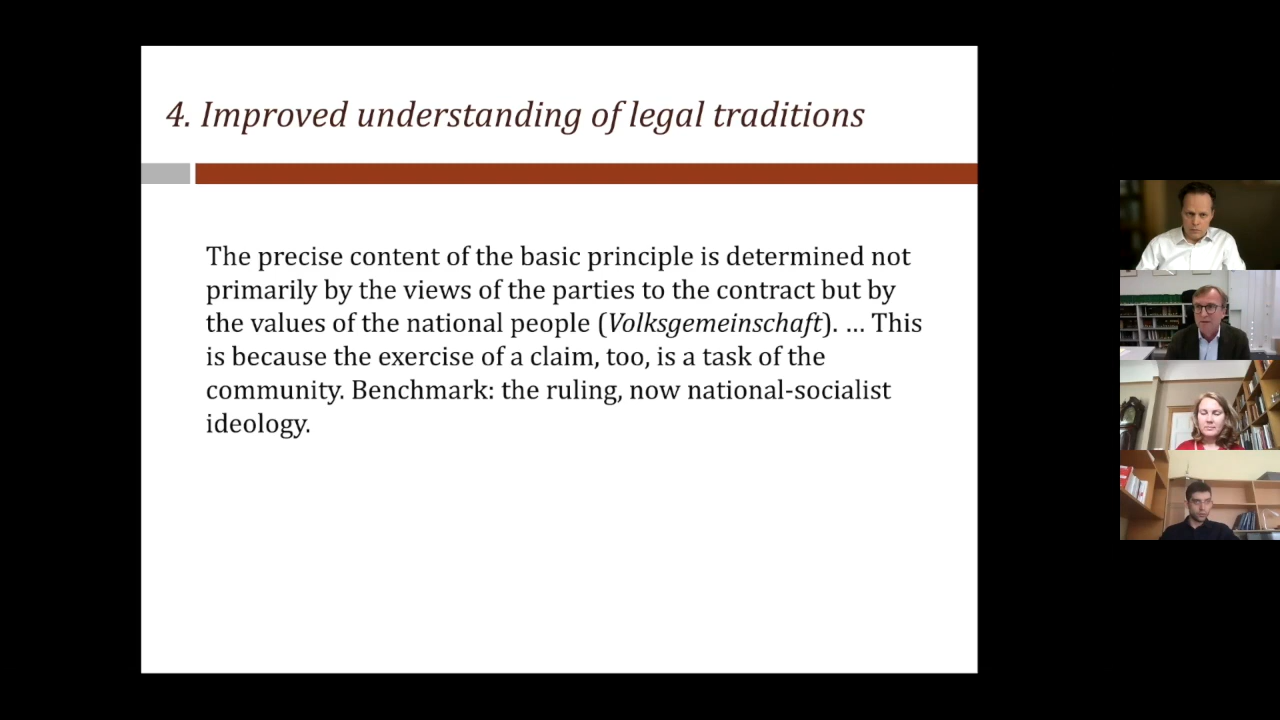 4. Improved understanding of legal traditions
The precise content of the basic principle is determined not
primarily by the views of the parties to the contract but by
the values of the national people (Volksgemeinschaft). … This
is because the exercise of a claim, too, is a task of the
community. Benchmark: the ruling, now national-socialist
ideology.